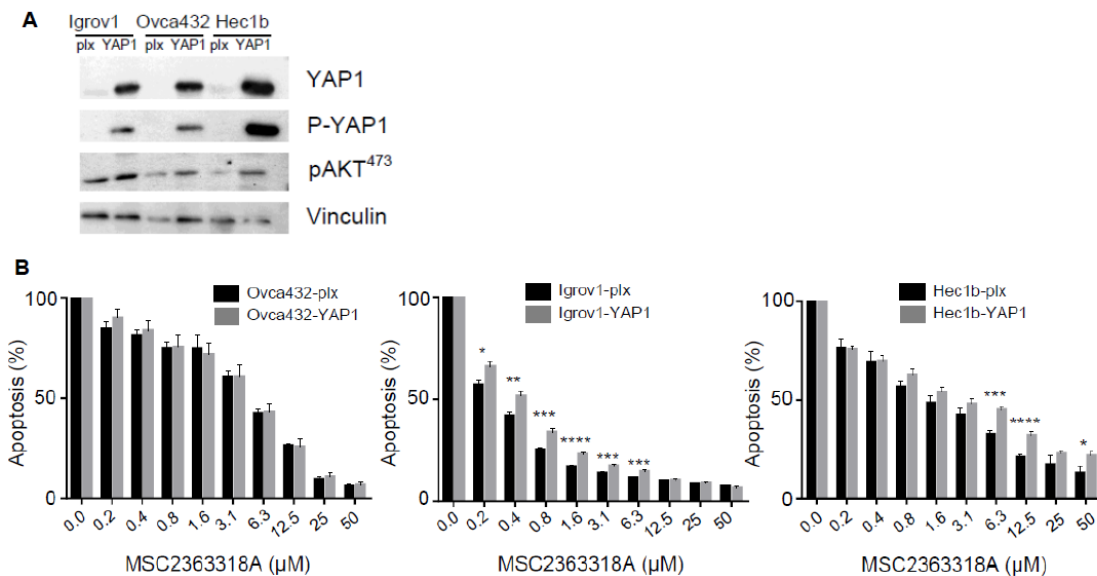 A
Igrov1 Ovca432 Hec1b
plx YAP1 plx YAP1 plx YAP1
YAP1
P-YAP1
pAKT473
Vinculin
B
Ovca432-plx
Ovca432-YAP1
Apoptosis (%)
100
50
0
0.0 0.2 0.4 0.8 1.6 3.1 6.3 12.5 25 50
MSC2363318A (µM)
Igrov1-plx
Igrov1-YAP1
Apoptosis (%)
100
50
0
* ** *** **** *** ***
0.0 0.2 0.4 0.8 1.6 3.1 6.3 12.5 25 50
MSC2363318A (µM)
Hec1b-plx
Hec1b-YAP1
Apoptosis (%)
100
50
0
*** **** *
0.0 0.2 0.4 0.8 1.6 3.1 6.3 12.5 25 50
MSC2363318A (µM)